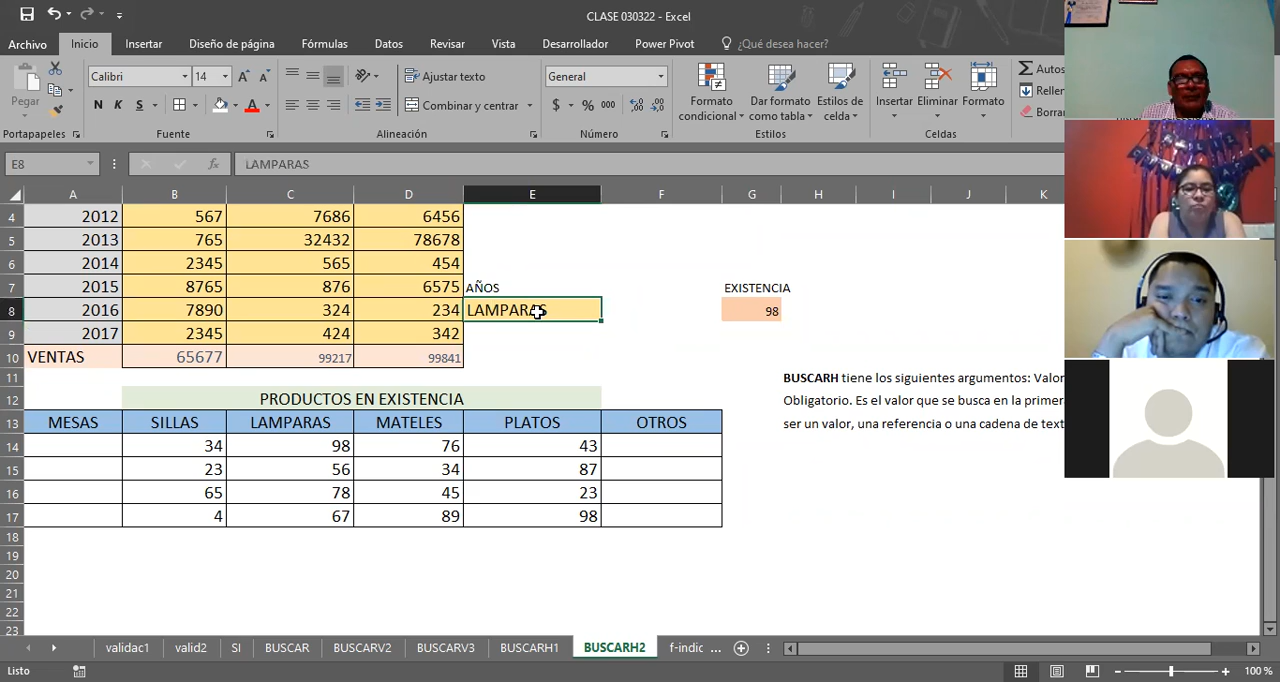 CLASE 030322 - Excel
Archivo Inicio Insertar Diseño de página Fórmulas Datos Revisar Vista Desarrollador Power Pivot ¿Qué desea hacer?
Pegar
Calibri 14
N K S
Ajustar texto
Combinar y centrar
General
$ % 000
Formato condicional
Dar formato como tabla
Estilos de celda
Insertar Eliminar Formato
Autos
Rellen
Borra
Portapapeles Fuente Alineación Número Estilos Celdas
E8 fx LAMPARAS
A B C D E F G H I J K
4 2012 567 7686 6456
5 2013 765 32432 78678
6 2014 2345 565 454
7 2015 8765 876 6575 AÑOS EXISTENCIA
8 2016 7890 324 234 LAMPARAS 98
9 2017 2345 424 342
10 VENTAS 65677 99217 99841
11 BUSCARH tiene los siguientes argumentos: Valor
12 PRODUCTOS EN EXISTENCIA Obligatorio. Es el valor que se busca en la primer
13 MESAS SILLAS LAMPARAS MATELES PLATOS OTROS ser un valor, una referencia o una cadena de text
14 34 98 76 43
15 23 56 34 87
16 65 78 45 23
17 4 67 89 98
18
19
20
21
22
23
validac1 valid2 SI BUSCAR BUSCARV2 BUSCARV3 BUSCARH1 BUSCARH2 f-indic ...
Listo 100 %